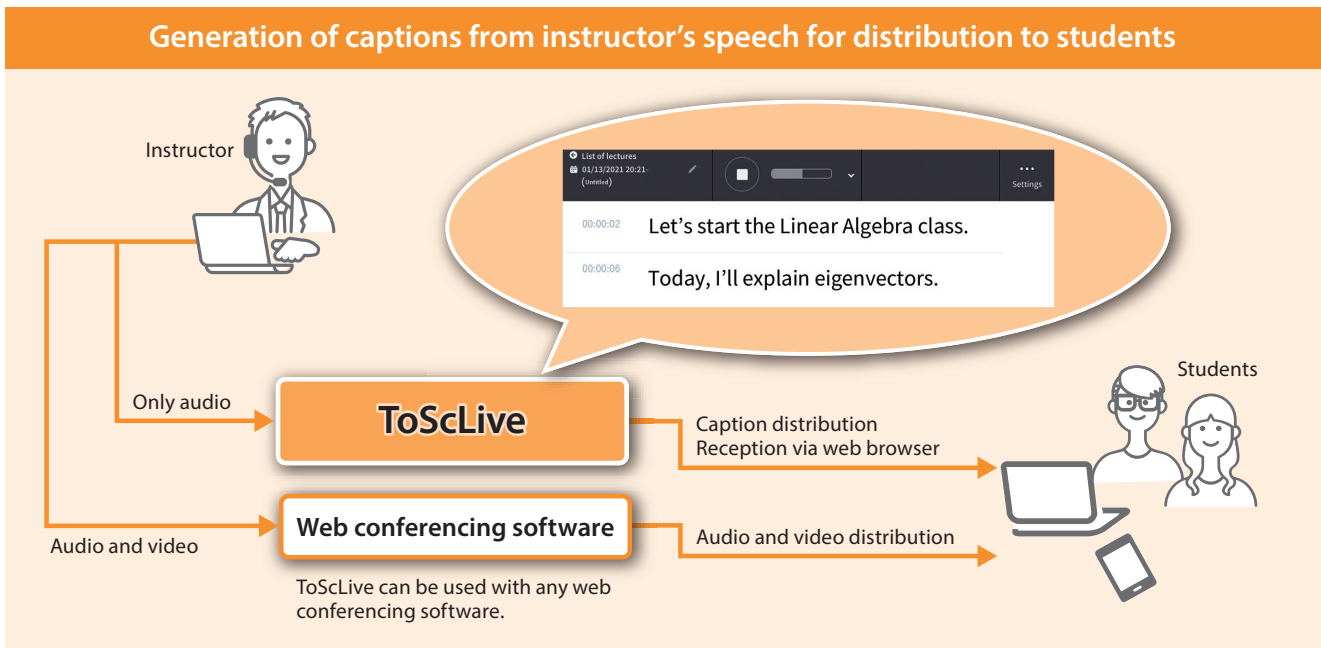 Generation of captions from instructor's speech for distribution to students
Instructor
List of lectures
01/13/2021 20:21-
(Untitled)
Settings
00:00:02 Let's start the Linear Algebra class.
00:00:06 Today, I'll explain eigenvectors.
Students
Only audio
ToScLive
Caption distribution
Reception via web browser
Audio and video
Web conferencing software
Audio and video distribution
ToScLive can be used with any web
conferencing software.